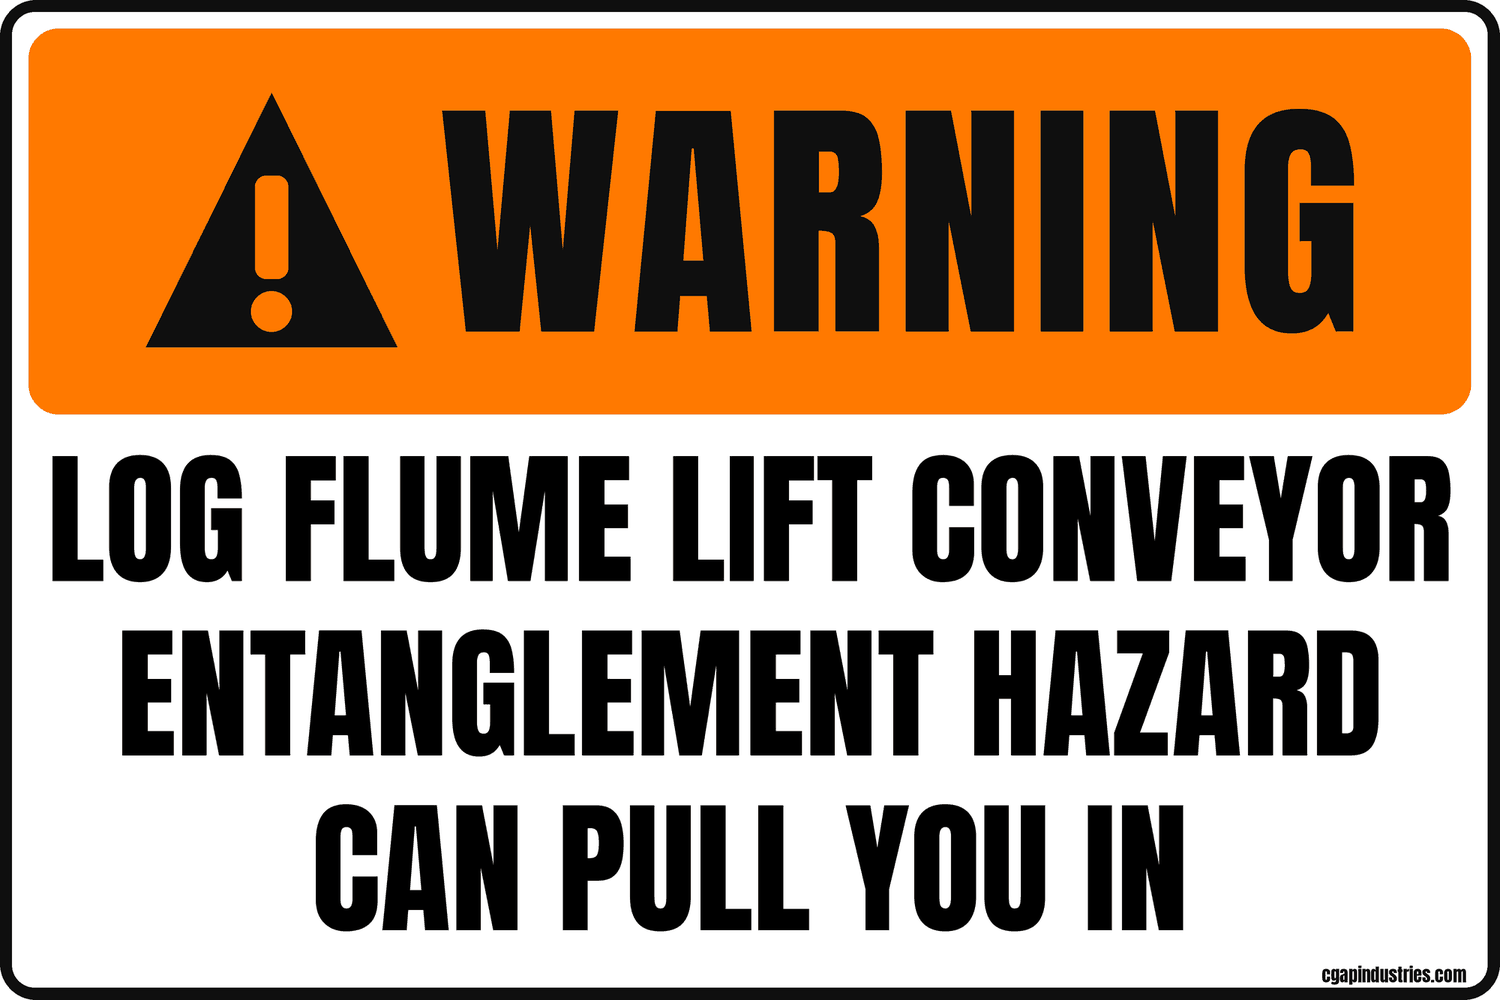 WARNING
LOG FLUME LIFT CONVEYOR
ENTANGLEMENT HAZARD
CAN PULL YOU IN
cgapindustries.com